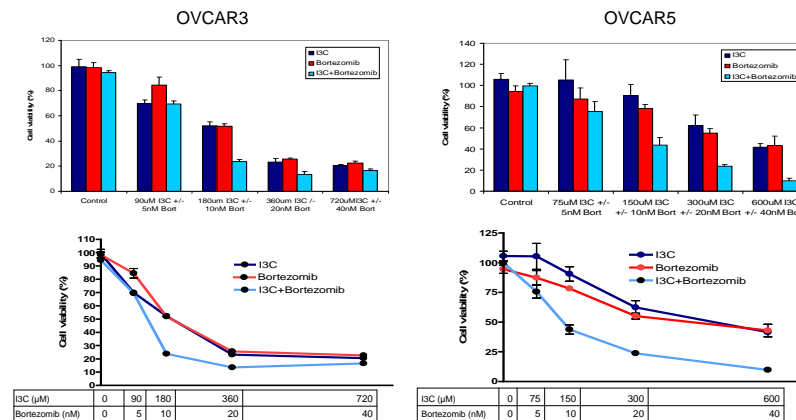 OVCAR3
120
100
80
60
40
20
0
Cell viability (%)
I3C
Bortezomib
I3C+Bortezomib
Control
90uM I3C +/-
5nM Bort
180um I3C +/-
10nM Bort
360um I3C /-
20nM Bort
720uMI3C +/-
40nM Bort
110
100
90
80
70
60
50
40
30
20
10
0
Cell viability (%)
I3C
Bortezomib
I3C+Bortezomib
I3C (µM) 0 90 180 360 720
Bortezomib (nM) 0 5 10 20 40
OVCAR5
140
120
100
80
60
40
20
0
Cell viability (%)
I3C
Bortezomib
I3C+Bortezomib
Control
75uM I3C +/-
5nM Bort
150uM I3C
+/- 10nM Bort
300uM I3C
+/- 20nM Bort
600uM I3C
+/- 40nM Bort
125
100
75
50
25
0
Cell viability (%)
I3C
Bortezomib
I3C+Bortezomib
I3C (µM) 0 75 150 300 600
Bortezomib (nM) 0 5 10 20 40